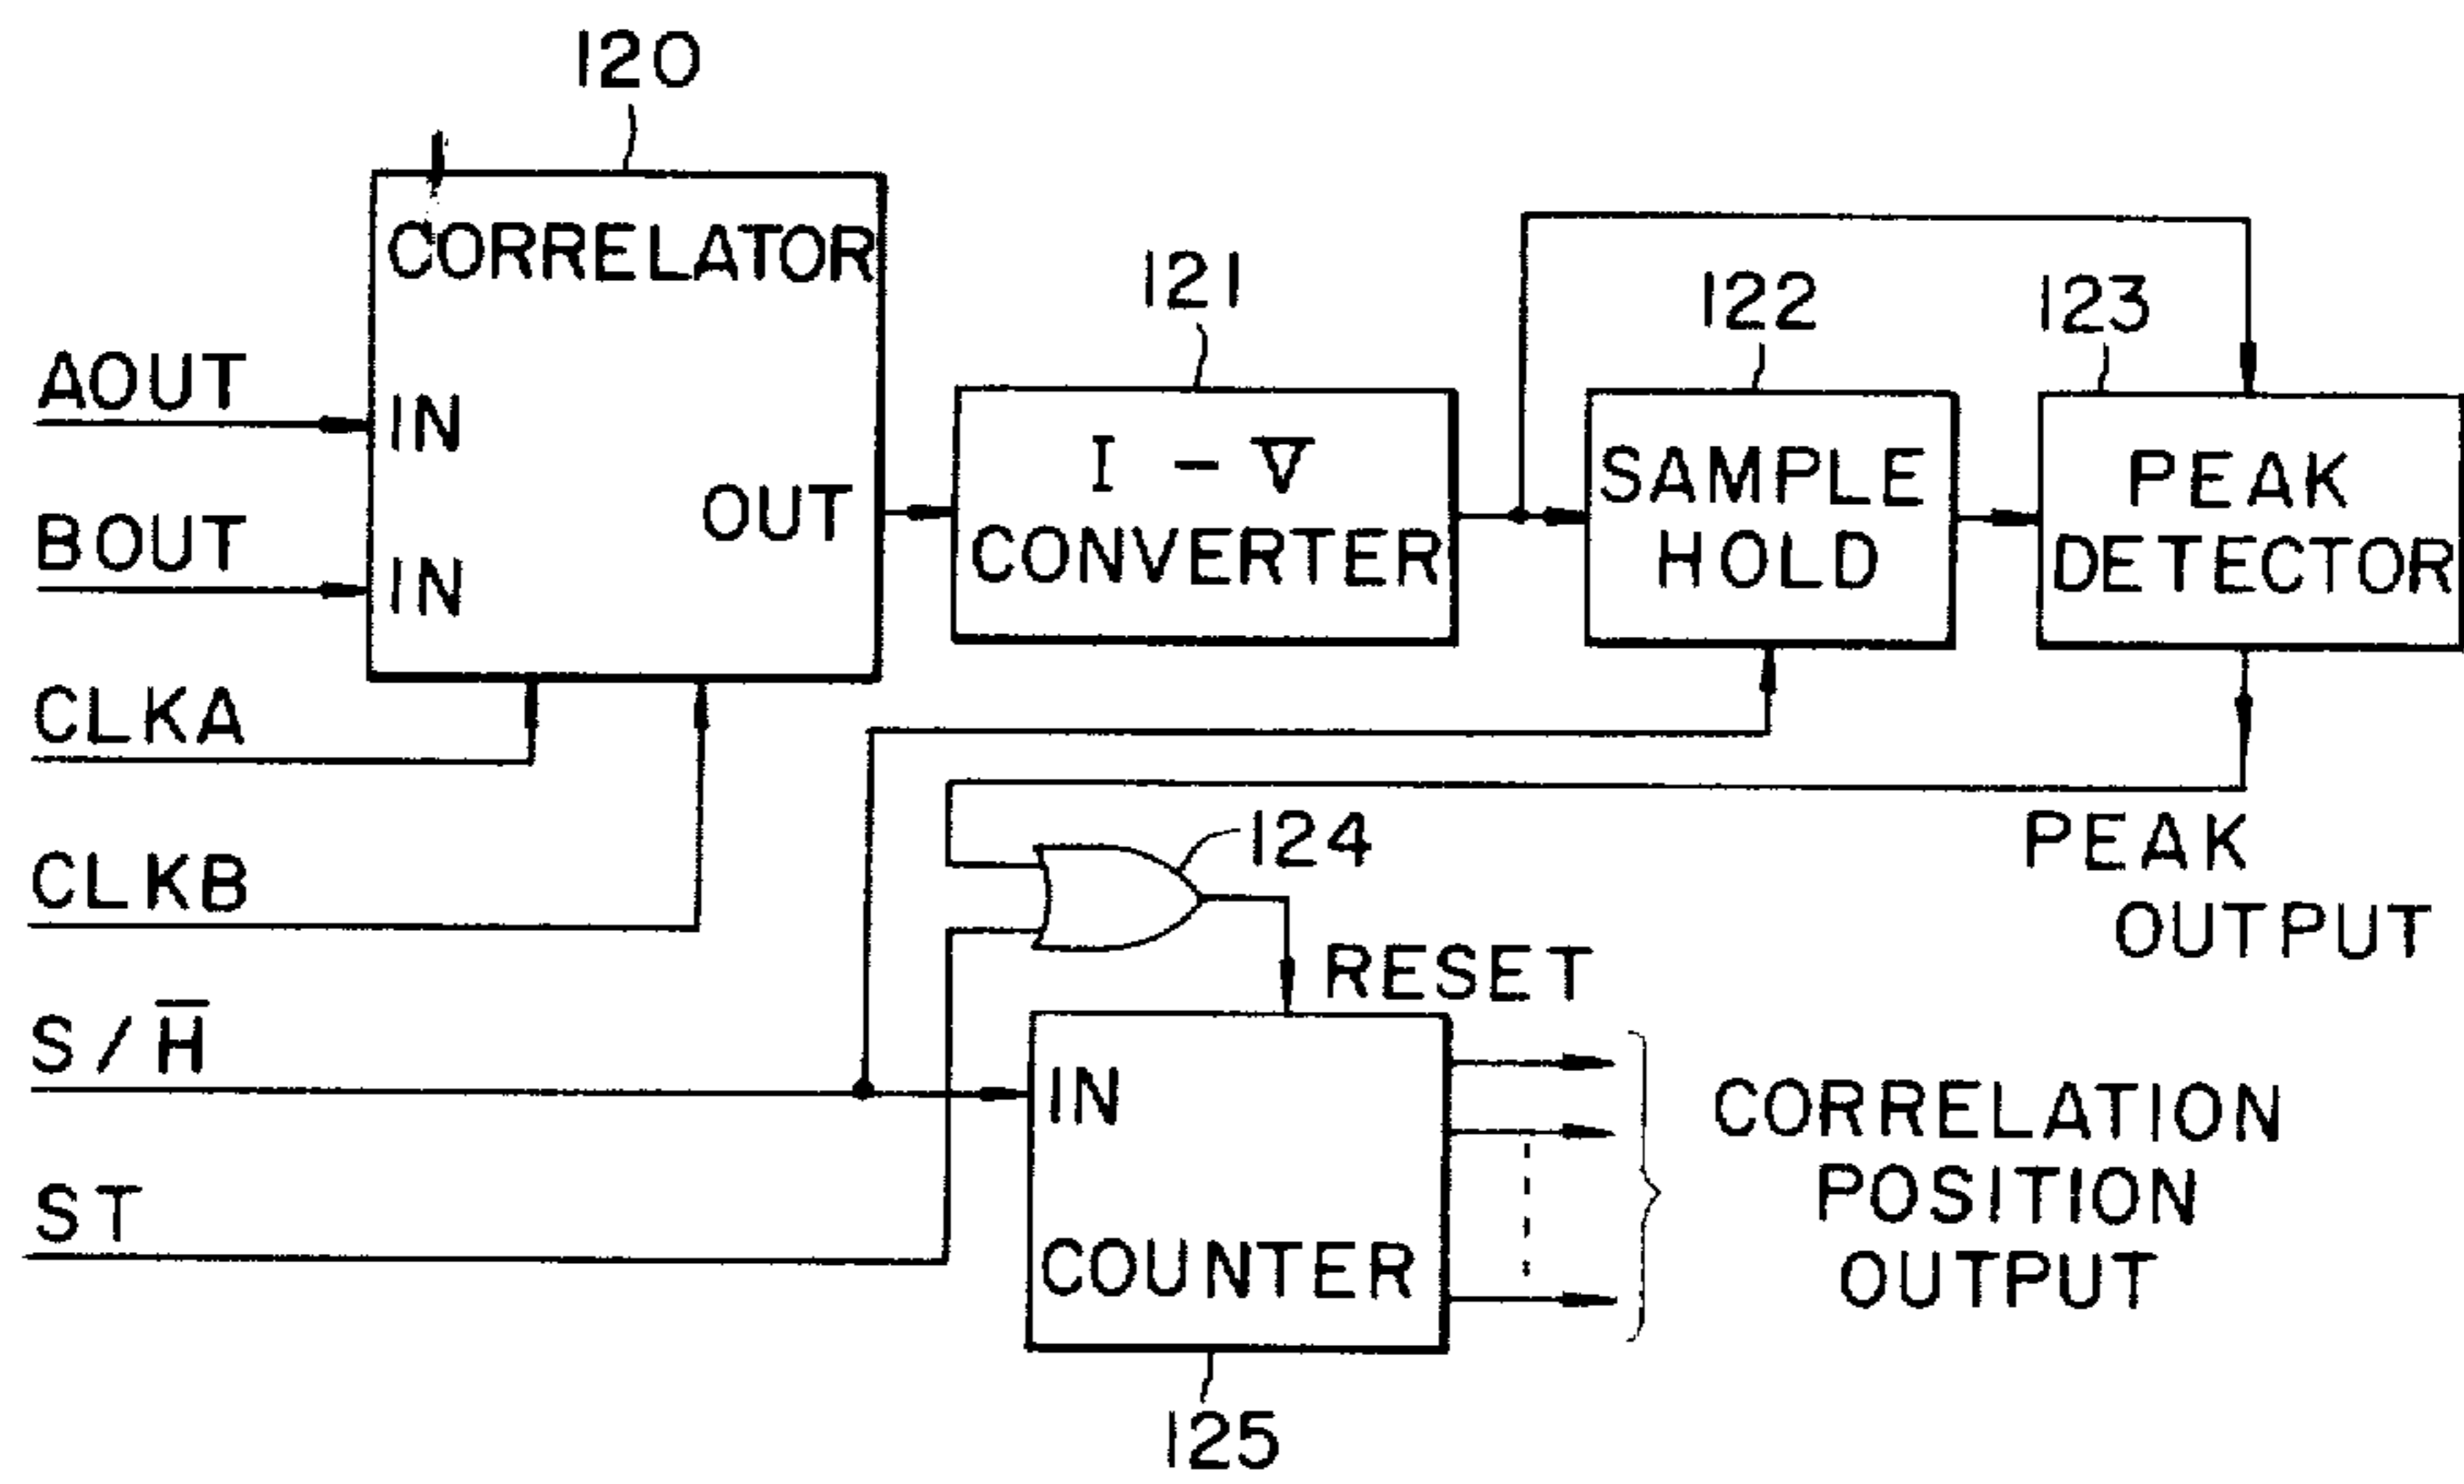 120
CORRELATOR
121
122
123
AOUT
IN
I - V
CONVERTER
SAMPLE
HOLD
PEAK
DETECTOR
OUT
BOUT
IN
CLKA
124
PEAK
OUTPUT
CLKB
RESET
S/H̅
IN
CORRELATION
POSITION
OUTPUT
ST
COUNTER
125